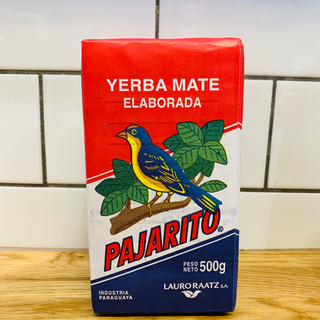 YERBA MATE
ELABORADA
PAJARITO®
PESO
NETO 500g
INDUSTRIA
PARAGUAYA
LAURO RAATZ S.A.